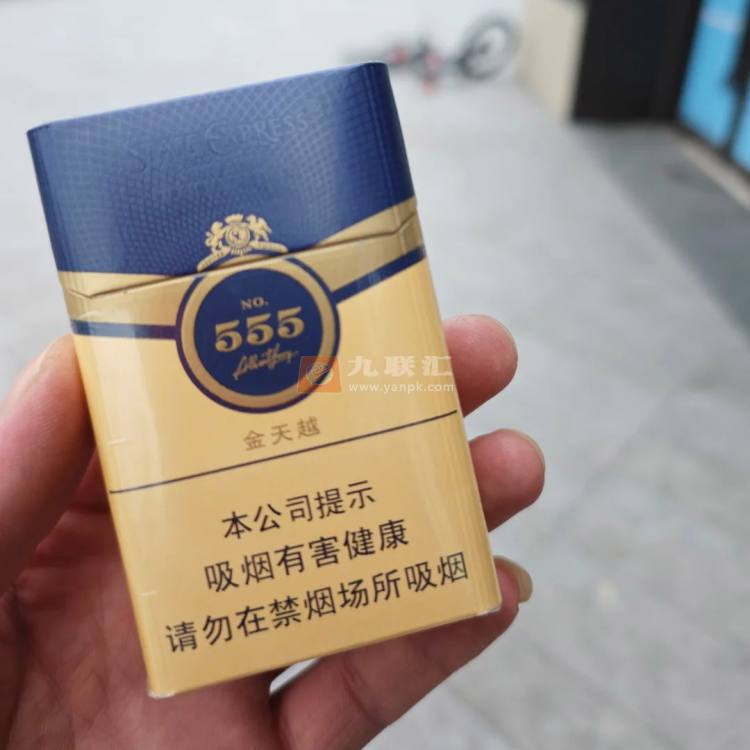 STATE EXPRESS
NO.
555
金天越
本公司提示
吸烟有害健康
请勿在禁烟场所吸烟
九联汇
www.yanpk.com